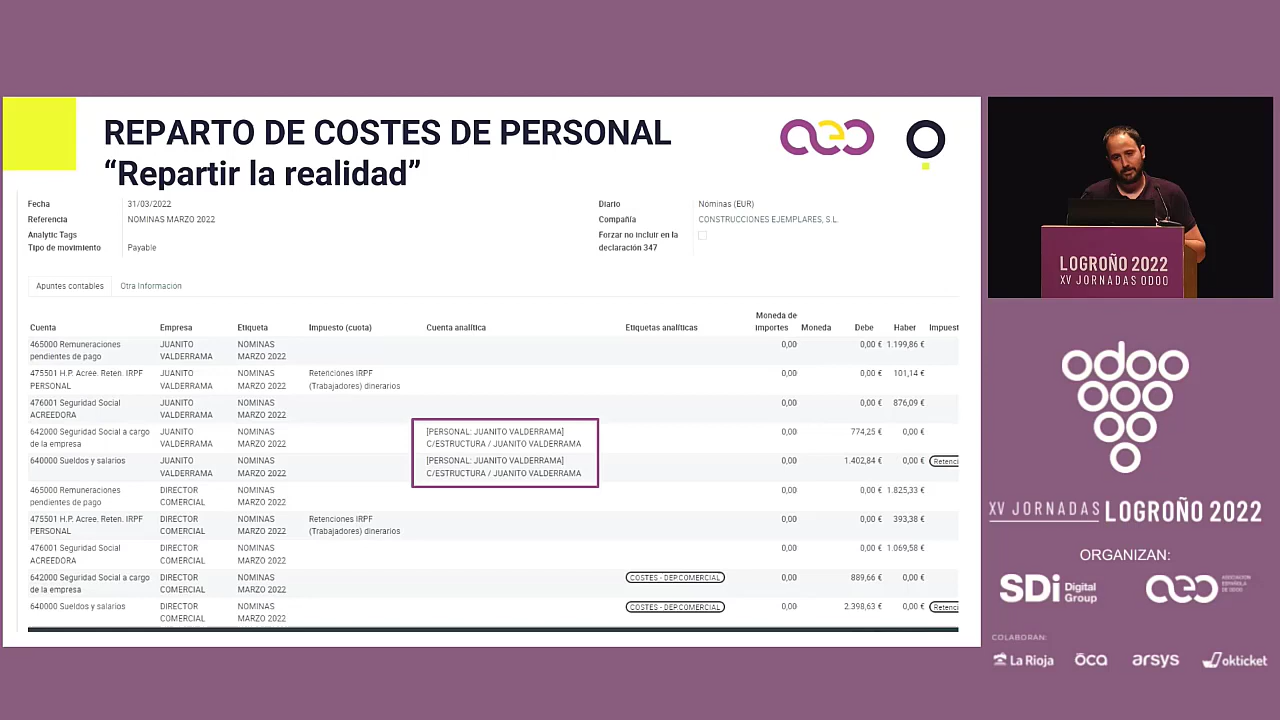 REPARTO DE COSTES DE PERSONAL
“Repartir la realidad”
aeo
Fecha 31/03/2022 Diario Nóminas (EUR)
Referencia NOMINAS MARZO 2022 Compañía CONSTRUCCIONES EJEMPLARES, S.L.
Analytic Tags Forzar no incluir en la
Tipo de movimiento Payable declaración 347
Apuntes contables Otra Informacion
Moneda de
Cuenta Empresa Etiqueta Impuesto (cuota) Cuenta analítica Etiquetas analíticas importes Moneda Debe Haber Impuest
465000 Remuneraciones JUANITO NOMINAS 0,00 0,00 € 1.199,86 €
pendientes de pago VALDERRAMA MARZO 2022
475501 H.P. Acree. Reten. IRPF JUANITO NOMINAS Retenciones IRPF 0,00 0,00 € 101,14 €
PERSONAL VALDERRAMA MARZO 2022 (Trabajadores) dinerarios
476001 Seguridad Social JUANITO NOMINAS 0,00 0,00 € 876,09 €
ACREEDORA VALDERRAMA MARZO 2022
642000 Seguridad Social a cargo JUANITO NOMINAS [PERSONAL: JUANITO VALDERRAMA] 0,00 774,25 € 0,00 €
de la empresa VALDERRAMA MARZO 2022 C/ESTRUCTURA / JUANITO VALDERRAMA
640000 Sueldos y salarios JUANITO NOMINAS [PERSONAL: JUANITO VALDERRAMA] 0,00 1.402,84 € 0,00 € Retenci
VALDERRAMA MARZO 2022 C/ESTRUCTURA / JUANITO VALDERRAMA
465000 Remuneraciones DIRECTOR NOMINAS 0,00 0,00 € 1.825,33 €
pendientes de pago COMERCIAL MARZO 2022
475501 H.P. Acree. Reten. IRPF DIRECTOR NOMINAS Retenciones IRPF 0,00 0,00 € 393,38 €
PERSONAL COMERCIAL MARZO 2022 (Trabajadores) dinerarios
476001 Seguridad Social DIRECTOR NOMINAS 0,00 0,00 € 1.069,58 €
ACREEDORA COMERCIAL MARZO 2022
642000 Seguridad Social a cargo DIRECTOR NOMINAS COSTES - DEP.COMERCIAL 0,00 889,66 € 0,00 €
de la empresa COMERCIAL MARZO 2022
640000 Sueldos y salarios DIRECTOR NOMINAS COSTES - DEP.COMERCIAL 0,00 2.398,63 € 0,00 € Retenci
COMERCIAL MARZO 2022
LOGROÑO 2022
XV JORNADAS ODOO
odoo
XV JORNADAS LOGROÑO 2022
ORGANIZAN:
SDi Digital Group
aeo ASOCIACIÓN ESPAÑOLA DE ODOO
COLABORAN:
La Rioja oca arsys okticket